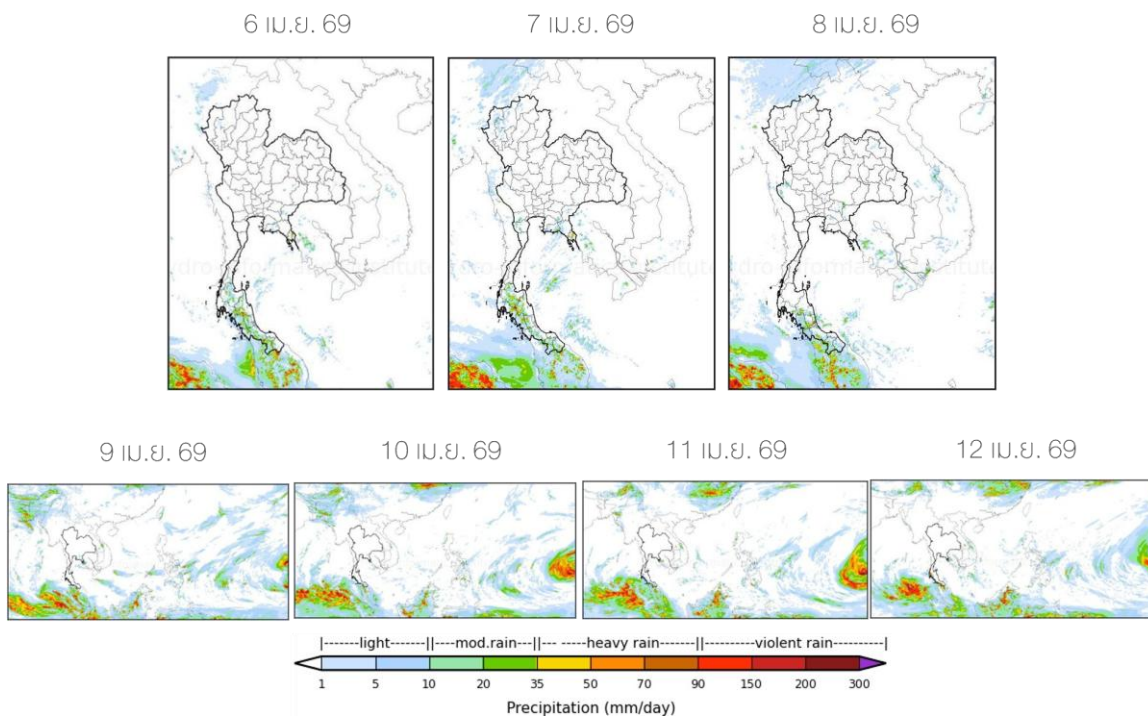 6 เม.ย. 69
7 เม.ย. 69
8 เม.ย. 69
9 เม.ย. 69
10 เม.ย. 69
11 เม.ย. 69
12 เม.ย. 69
|-------light-------||---mod.rain---||--- ------heavy rain-------||--------violent rain---------|
1 5 10 20 35 50 70 90 150 200 300
Precipitation (mm/day)